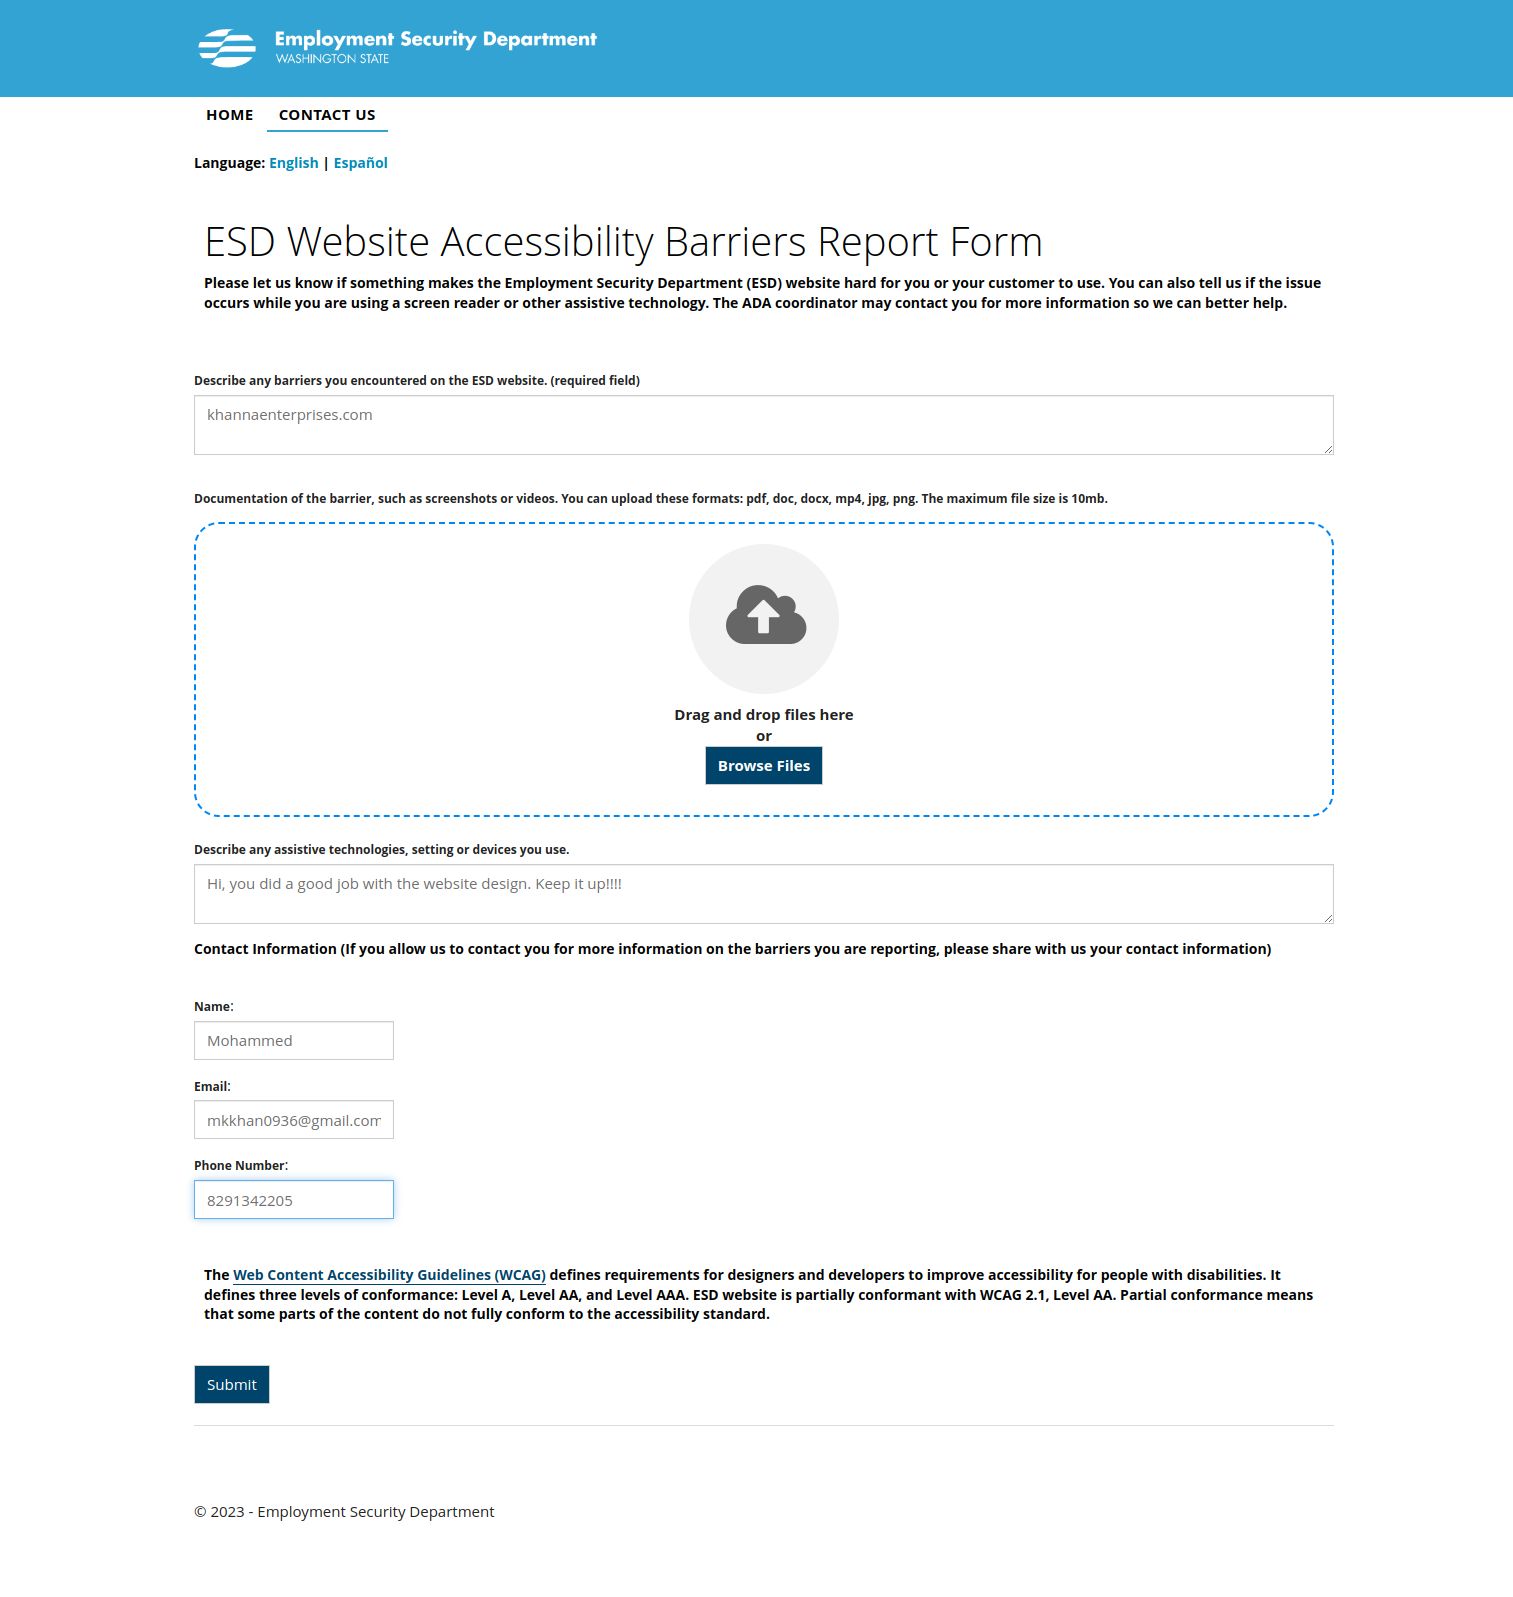 Employment Security Department
WASHINGTON STATE
HOME CONTACT US
Language: English | Español
ESD Website Accessibility Barriers Report Form
Please let us know if something makes the Employment Security Department (ESD) website hard for you or your customer to use. You can also tell us if the issue
occurs while you are using a screen reader or other assistive technology. The ADA coordinator may contact you for more information so we can better help.
Describe any barriers you encountered on the ESD website. (required field)
khannaenterprises.com
Documentation of the barrier, such as screenshots or videos. You can upload these formats: pdf, doc, docx, mp4, jpg, png. The maximum file size is 10mb.
Drag and drop files here
or
Browse Files
Describe any assistive technologies, setting or devices you use.
Hi, you did a good job with the website design. Keep it up!!!!
Contact Information (If you allow us to contact you for more information on the barriers you are reporting, please share with us your contact information)
Name:
Mohammed
Email:
mkkhan0936@gmail.com
Phone Number:
8291342205
The Web Content Accessibility Guidelines (WCAG) defines requirements for designers and developers to improve accessibility for people with disabilities. It
defines three levels of conformance: Level A, Level AA, and Level AAA. ESD website is partially conformant with WCAG 2.1, Level AA. Partial conformance means
that some parts of the content do not fully conform to the accessibility standard.
Submit
© 2023 - Employment Security Department